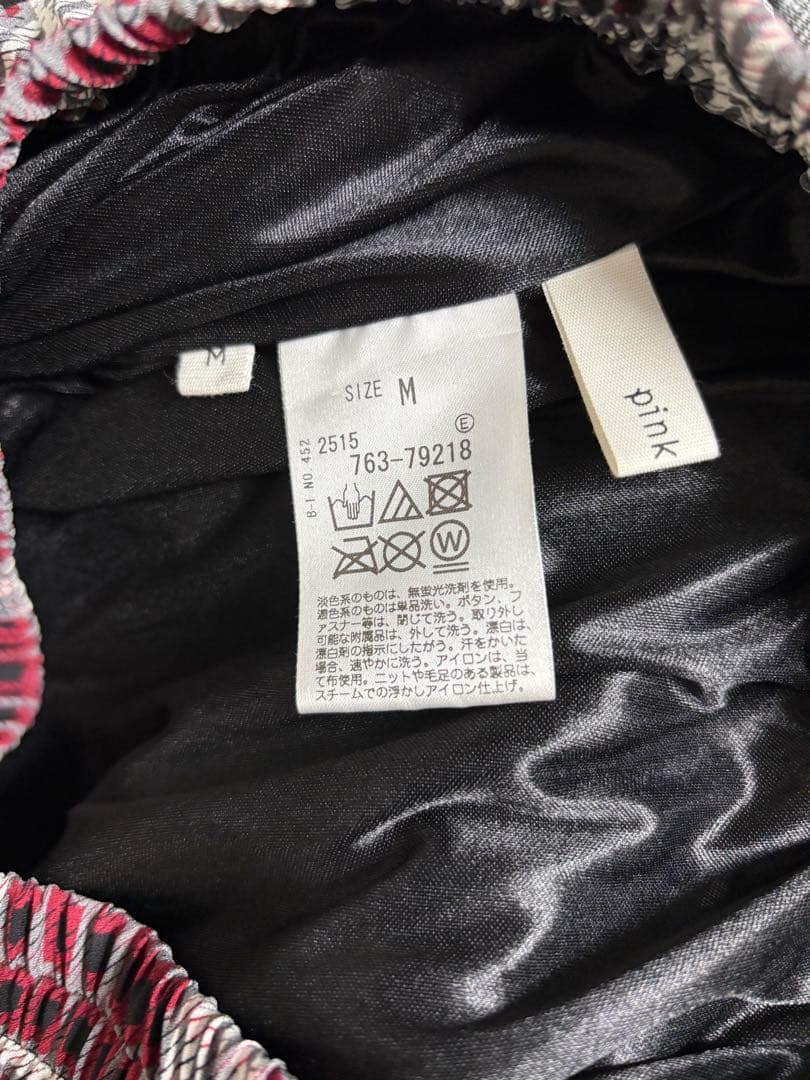 M
SIZE M
B-I NO. 452
2515
E
763-79218
W
淡色系のものは、無蛍光洗剤を使用。
濃色系のものは単品洗い。ボタン、フ
ァスナー等は、閉じて洗う。取り外し
可能な附属品は、外して洗う。漂白は、
漂白剤の指示にしたがう。汗をかいた
場合、速やかに洗う。アイロンは、当
て布使用。ニットや毛足のある製品は、
スチームでの浮かしアイロン仕上げ。
pink